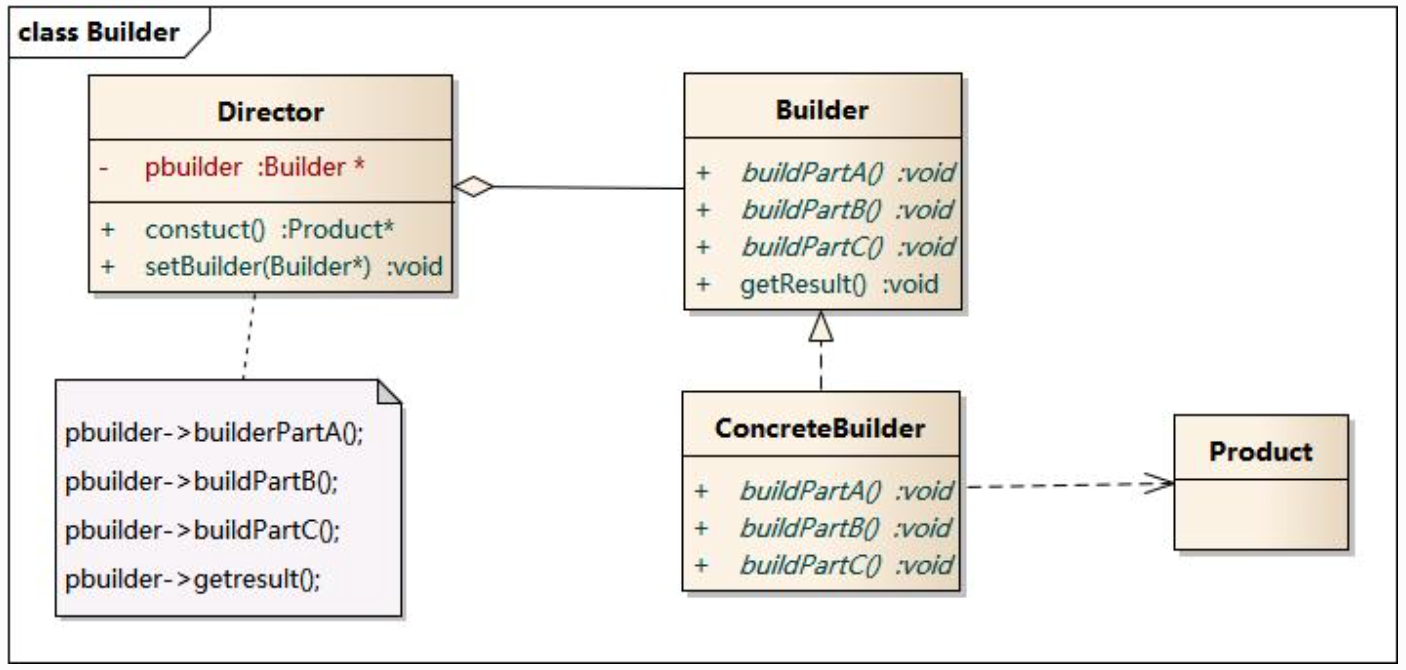 class Builder
Director
- pbuilder :Builder *
+ constuct() :Product*
+ setBuilder(Builder*) :void
Builder
+ buildPartA() :void
+ buildPartB() :void
+ buildPartC() :void
+ getResult() :void
pbuilder->builderPartA();
pbuilder->buildPartB();
pbuilder->buildPartC();
pbuilder->getresult();
ConcreteBuilder
+ buildPartA() :void
+ buildPartB() :void
+ buildPartC() :void
Product